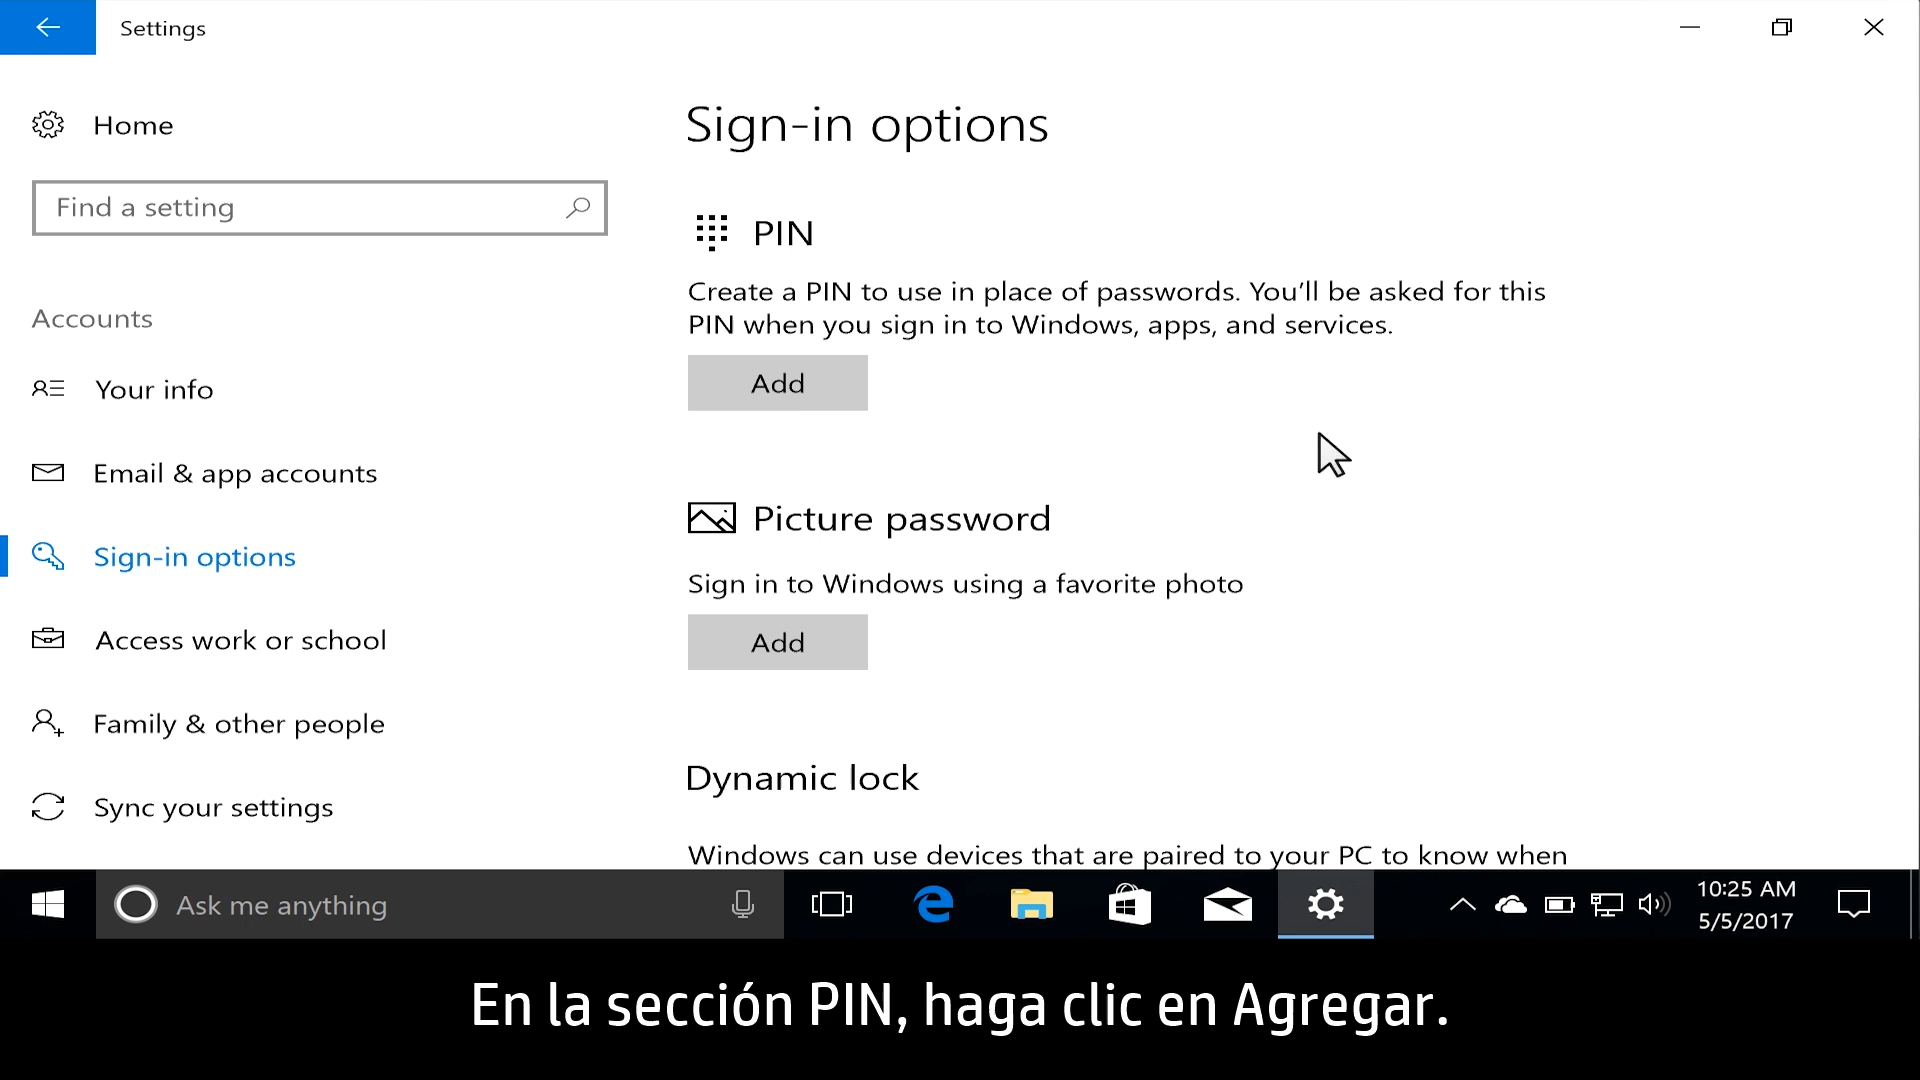 Settings
Home
Find a setting
Accounts
Your info
Email & app accounts
Sign-in options
Access work or school
Family & other people
Sync your settings
Sign-in options
PIN
Create a PIN to use in place of passwords. You'll be asked for this
PIN when you sign in to Windows, apps, and services.
Add
Picture password
Sign in to Windows using a favorite photo
Add
Dynamic lock
Windows can use devices that are paired to your PC to know when
Ask me anything
10:25 AM
5/5/2017
En la sección PIN, haga clic en Agregar.